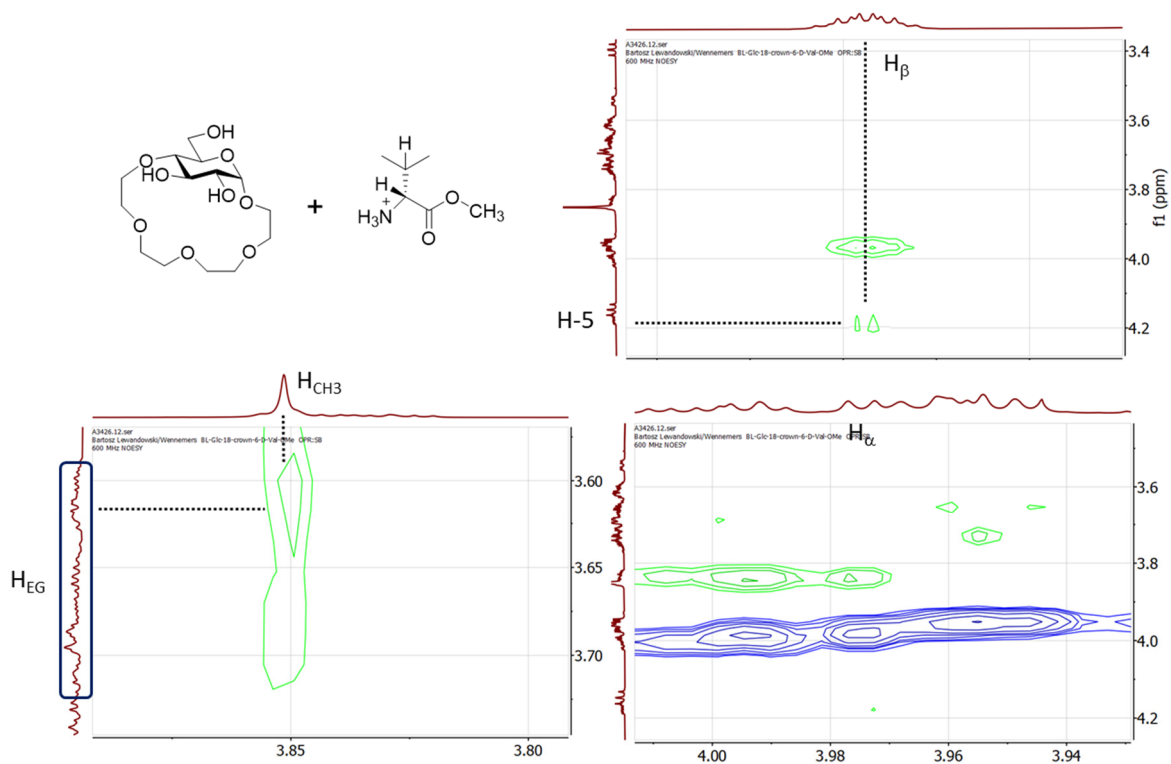 A3426.12.ser
Bartosz Lewandowski/Wennemers BL-Glc-18-crown-6-D-Val-OMe OPR:SB
600 MHz NOESY
Hβ
3.4
3.6
3.8
4.0
4.2
f1 (ppm)
H-5
OH
O
O
HO
HO
O
O
O
O
+
H
H
+
H3N
O
CH3
O
HCH3
A3426.12.ser
Bartosz Lewandowski/Wennemers BL-Glc-18-crown-6-D-Val-OMe OPR:SB
600 MHz NOESY
3.60
3.65
3.70
HEG
3.85
3.80
A3426.12.ser
Bartosz Lewandowski/Wennemers BL-Glc-18-crown-6-D-Val-OMe OPR:SB
600 MHz NOESY
Hα
3.6
3.8
4.0
4.2
4.00
3.98
3.96
3.94